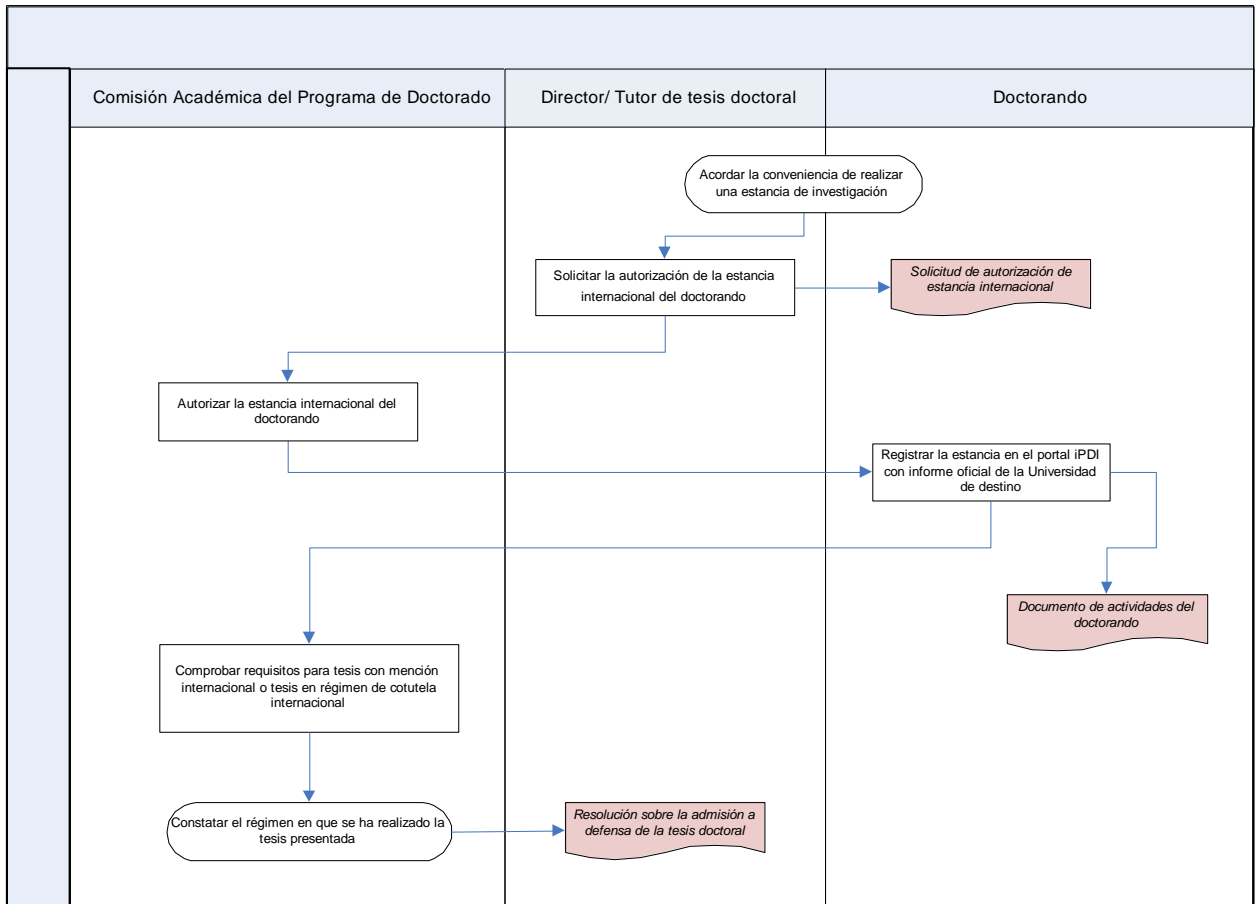 Comisión Académica del Programa de Doctorado
Director/ Tutor de tesis doctoral
Doctorando
Acordar la conveniencia de realizar
una estancia de investigación
Solicitar la autorización de la estancia
internacional del doctorando
Solicitud de autorización de
estancia internacional
Autorizar la estancia internacional del
doctorando
Registrar la estancia en el portal iPDI
con informe oficial de la Universidad
de destino
Documento de actividades del
doctorando
Comprobar requisitos para tesis con mención
internacional o tesis en régimen de cotutela
internacional
Constatar el régimen en que se ha realizado la
tesis presentada
Resolución sobre la admisión a
defensa de la tesis doctoral